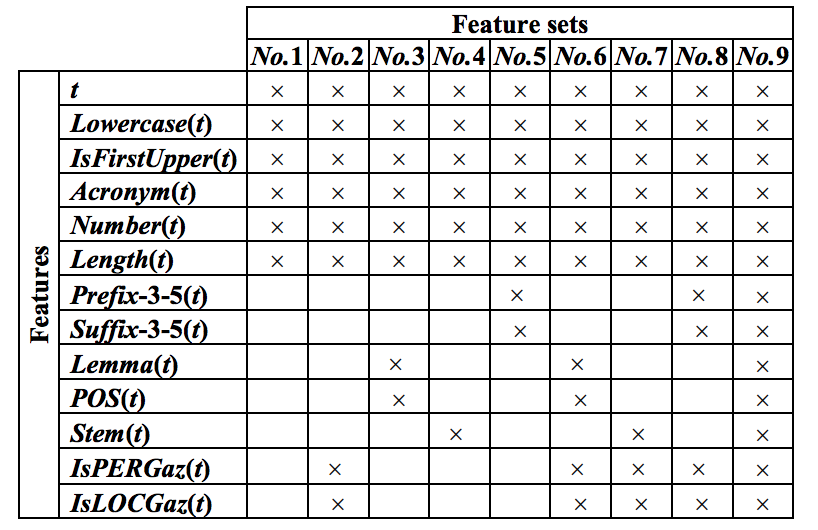 Feature sets
No.1 No.2 No.3 No.4 No.5 No.6 No.7 No.8 No.9
Features
t × × × × × × × × ×
Lowercase(t) × × × × × × × × ×
IsFirstUpper(t) × × × × × × × × ×
Acronym(t) × × × × × × × × ×
Number(t) × × × × × × × × ×
Length(t) × × × × × × × × ×
Prefix-3-5(t) × × ×
Suffix-3-5(t) × × ×
Lemma(t) × × ×
POS(t) × × ×
Stem(t) × × ×
IsPERGaz(t) × × × × ×
IsLOCGaz(t) × × × × ×